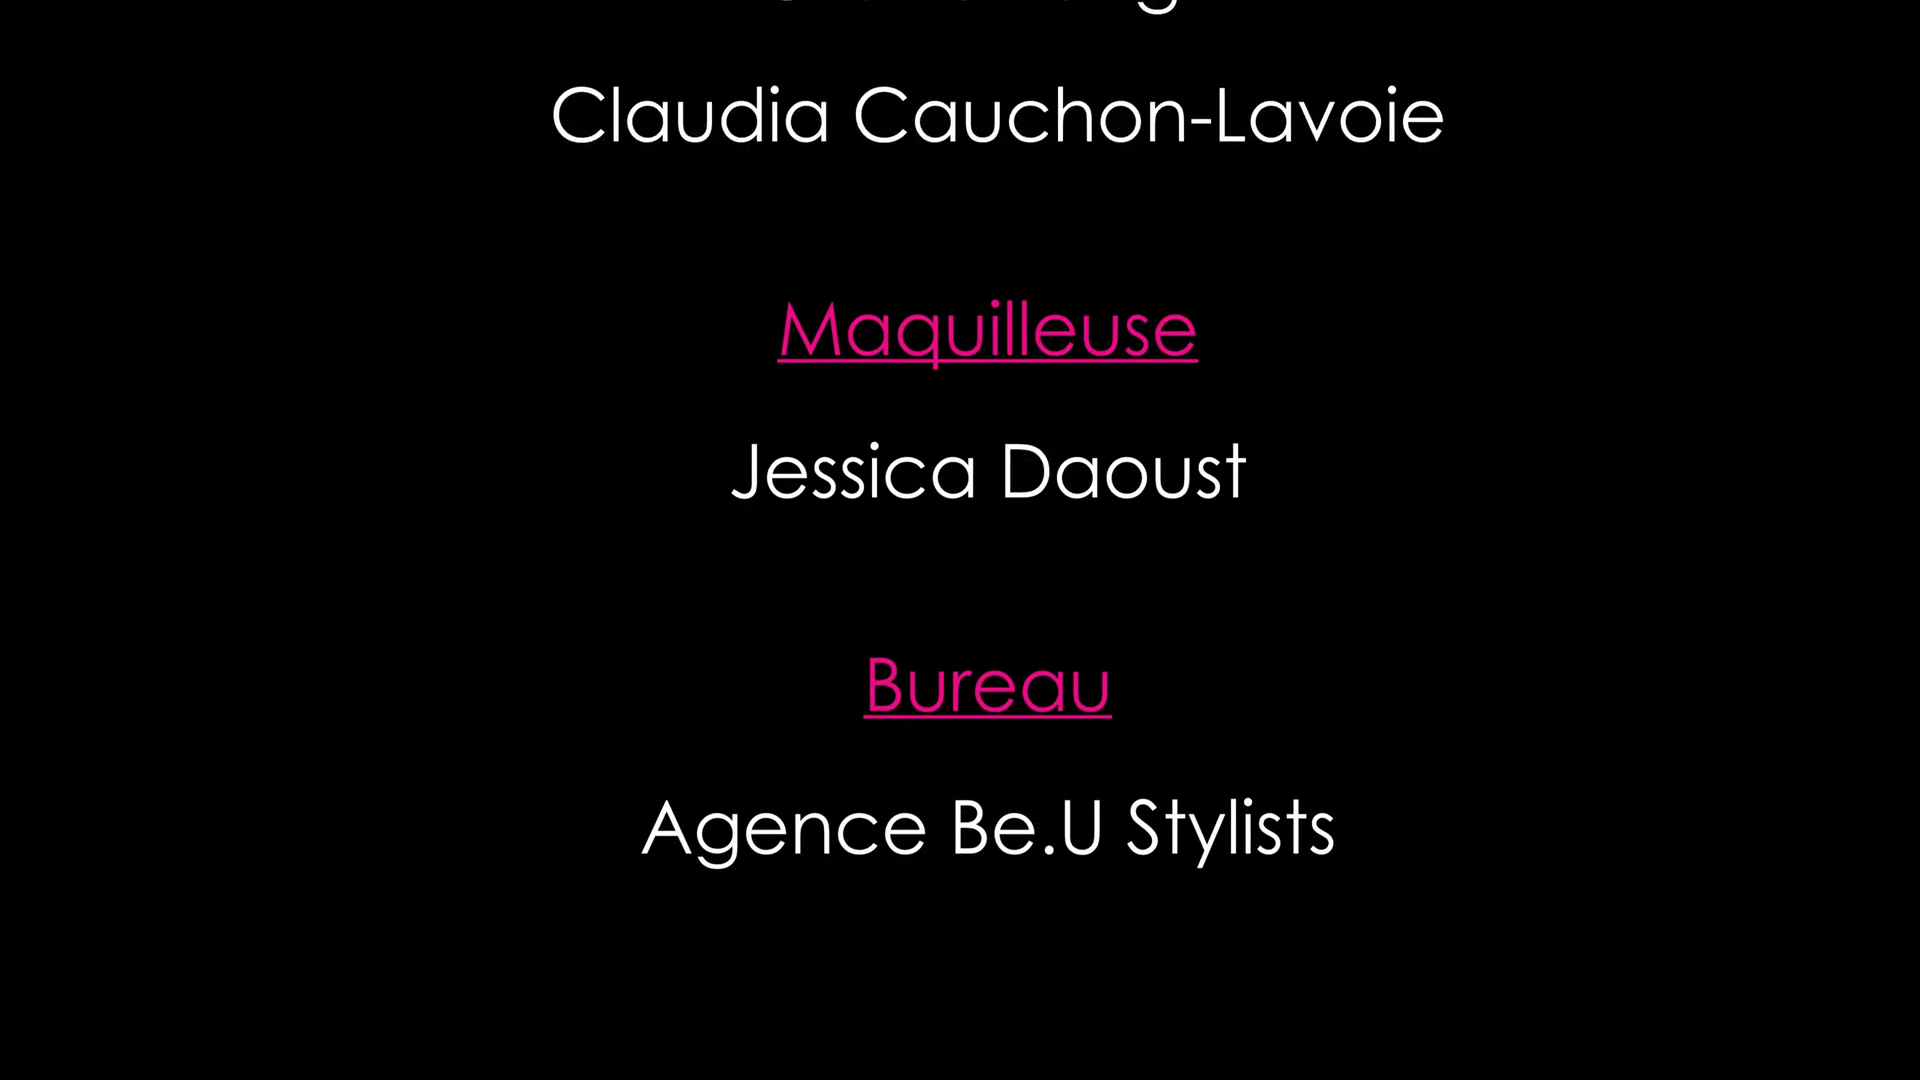 Claudia Cauchon-Lavoie
Maquilleuse
Jessica Daoust
Bureau
Agence Be.U Stylists